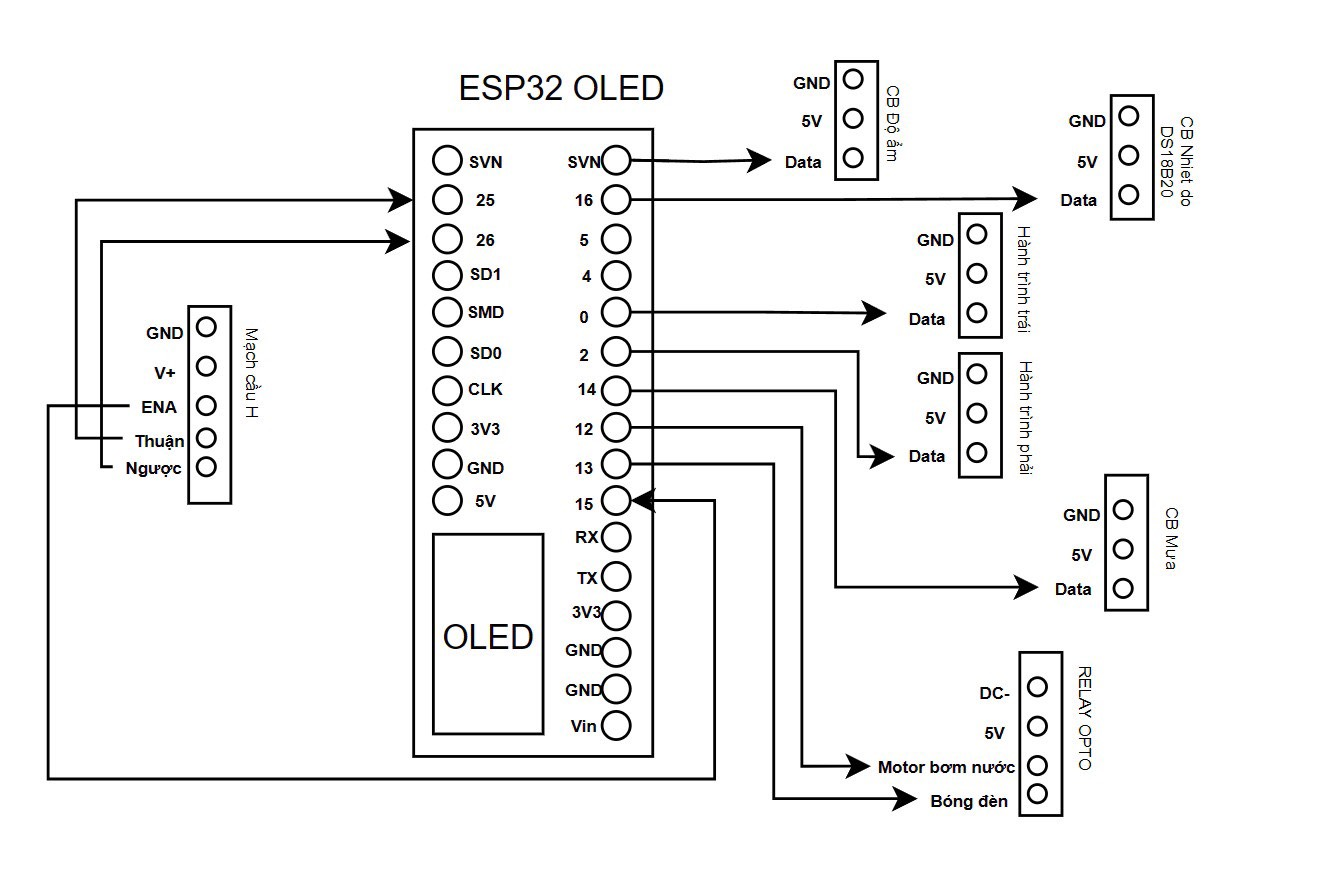 ESP32 OLED
SVN
25
26
SD1
SMD
SD0
CLK
3V3
GND
5V
OLED
SVN
16
5
4
0
2
14
12
13
15
RX
TX
3V3
GND
GND
Vin
GND
V+
ENA
Thuận
Ngược
Mạch cầu H
GND
5V
Data
CB Độ ẩm
GND
5V
Data
CB Nhiet do
DS18B20
GND
5V
Data
Hành trình trái
GND
5V
Data
Hành trình phải
GND
5V
Data
CB Mưa
DC-
5V
Motor bơm nước
Bóng đèn
RELAY OPTO